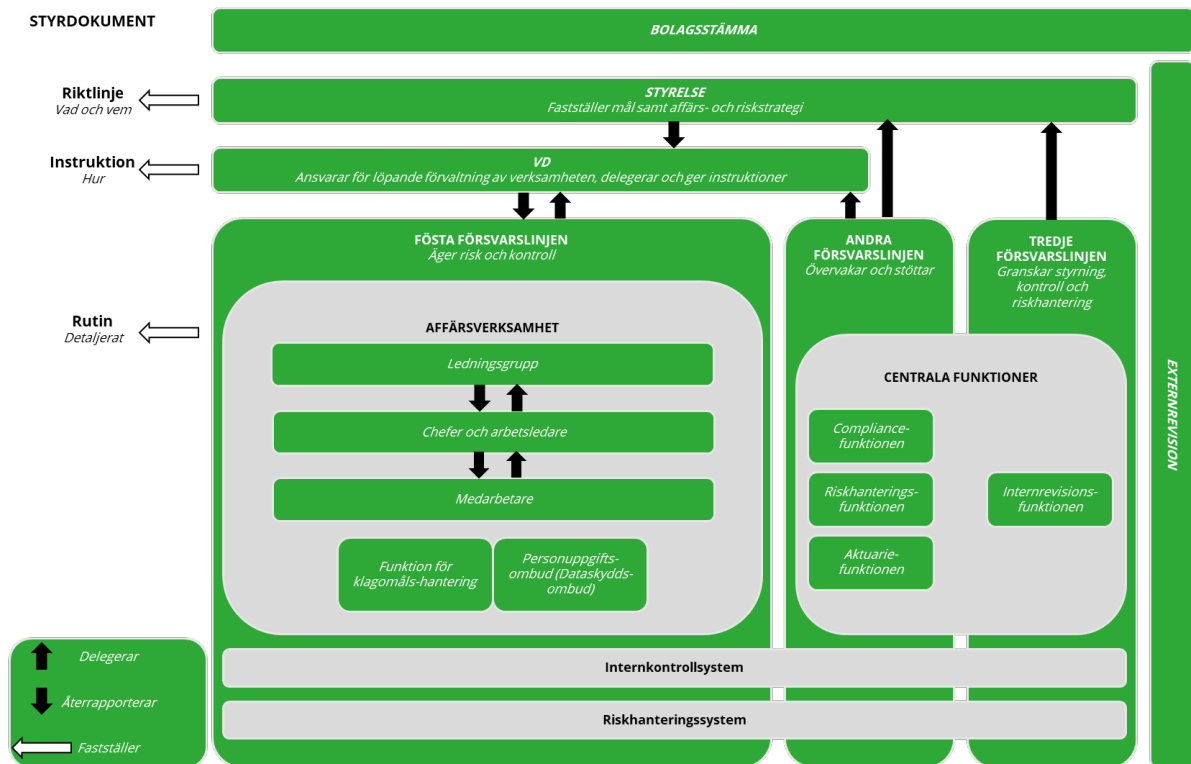 STYRDOKUMENT
BOLAGSSTÄMMA
Riktlinje
Vad och vem
STYRELSE
Fastställer mål samt affärs- och riskstrategi
Instruktion
Hur
VD
Ansvarar för löpande förvaltning av verksamheten, delegerar och ger instruktioner
FÖSTA FÖRSVARSLINJEN
Äger risk och kontroll
ANDRA
FÖRSVARSLINJEN
Övervakar och stöttar
TREDJE
FÖRSVARSLINJEN
Granskar styrning,
kontroll och
riskhantering
Rutin
Detaljerat
AFFÄRSVERKSAMHET
Ledningsgrupp
Chefer och arbetsledare
Medarbetare
Funktion för
klagomåls-hantering
Personuppgifts-
ombud (Dataskydds-
ombud)
CENTRALA FUNKTIONER
Compliance-
funktionen
Riskhanterings-
funktionen
Aktuarie-
funktionen
Internrevisions-
funktionen
EXTERNREVISION
Internkontrollsystem
Riskhanteringssystem
Delegerar
Återrapporterar
Fastställer